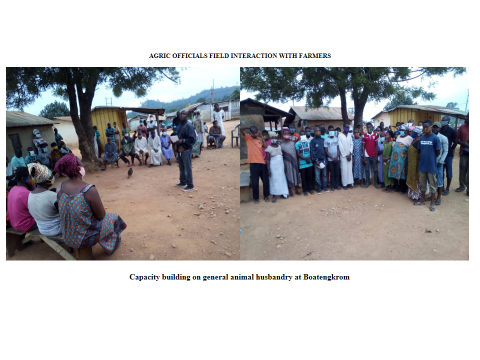 AGRIC OFFICIALS FIELD INTERACTION WITH FARMERS
Capacity building on general animal husbandry at Boatengkrom